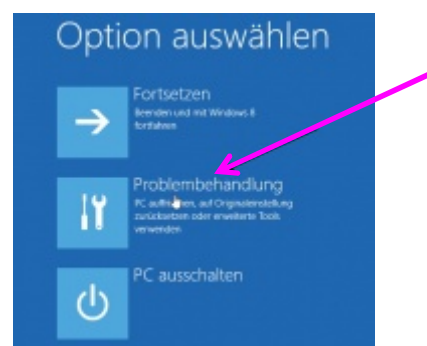 Option auswählen
Fortsetzen
Beenden und mit Windows 8
fortfahren
Problembehandlung
PC auffrischen, auf Originaleinstellung
zurücksetzen oder erweiterte Tools
verwenden
PC ausschalten